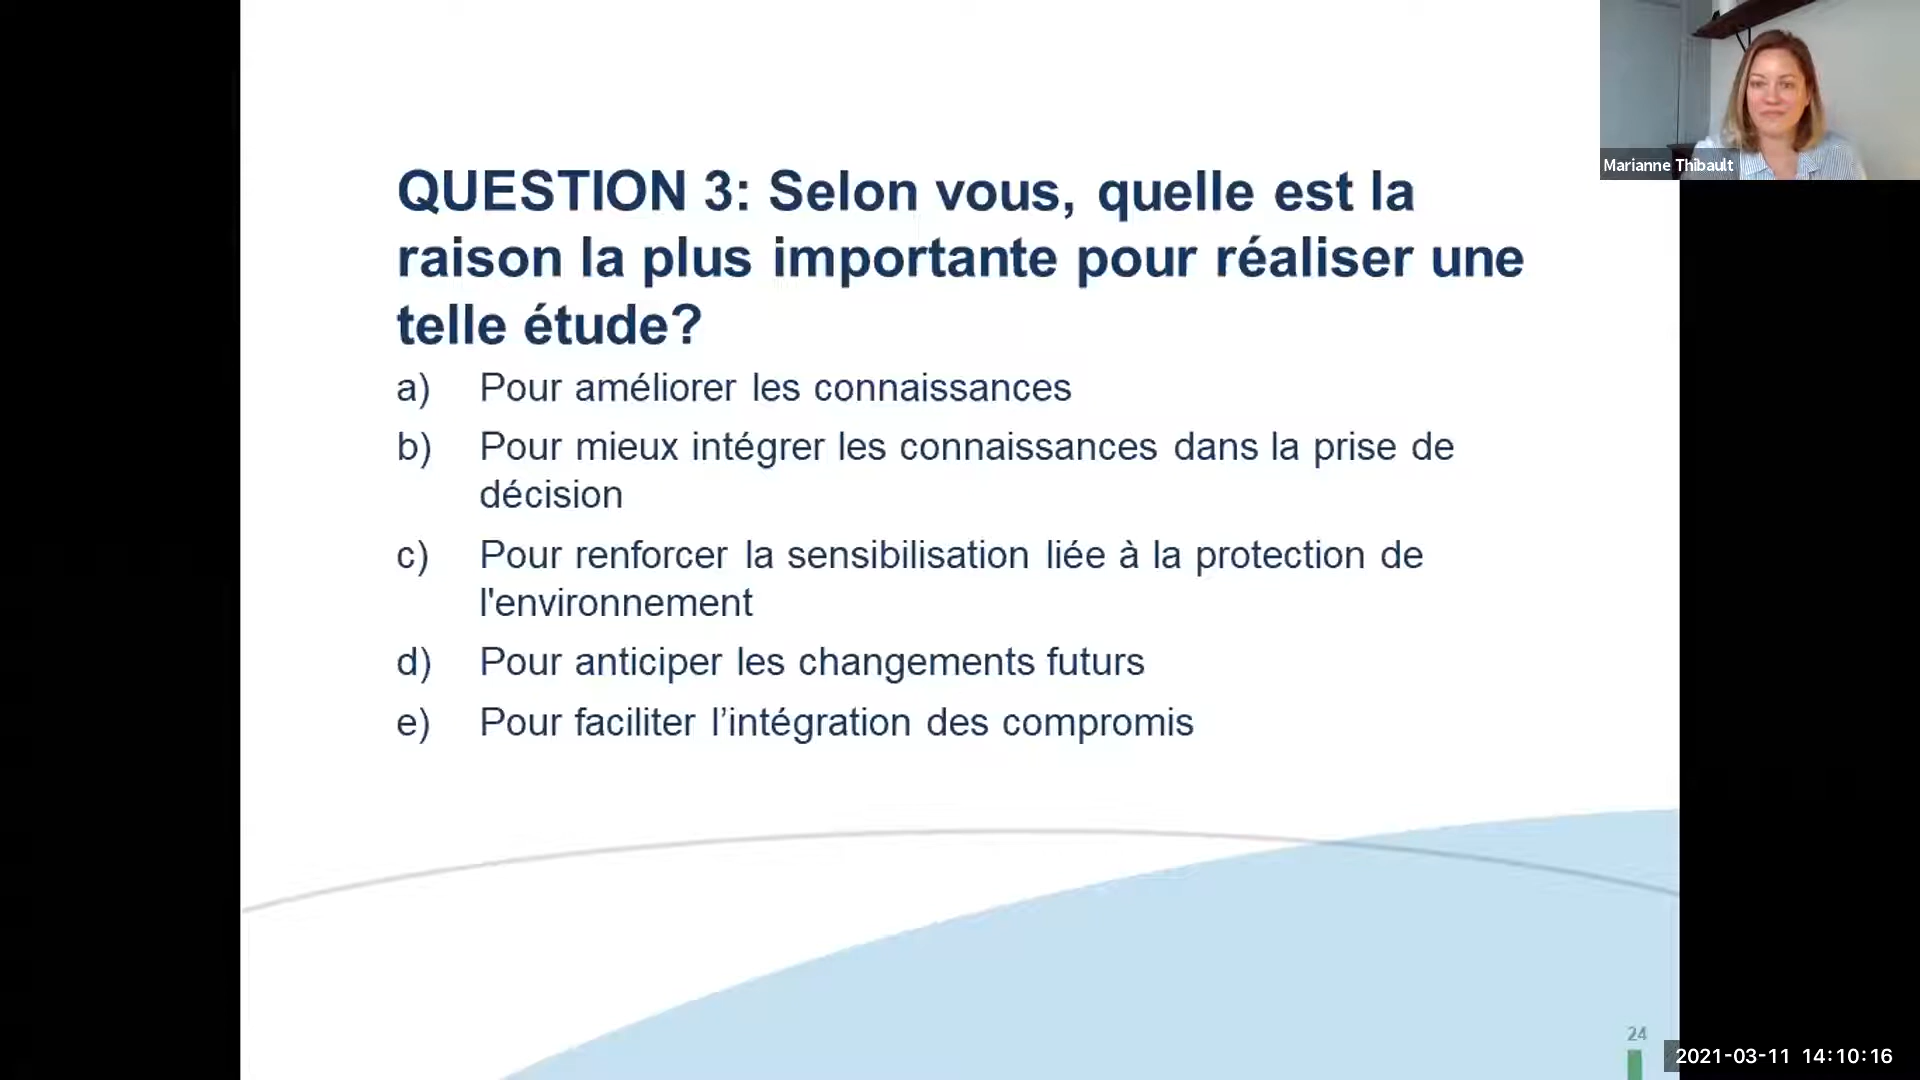 Marianne Thibault
QUESTION 3: Selon vous, quelle est la
raison la plus importante pour réaliser une
telle étude?
a) Pour améliorer les connaissances
b) Pour mieux intégrer les connaissances dans la prise de
décision
c) Pour renforcer la sensibilisation liée à la protection de
l'environnement
d) Pour anticiper les changements futurs
e) Pour faciliter l’intégration des compromis
24
2021-03-11 14:10:16